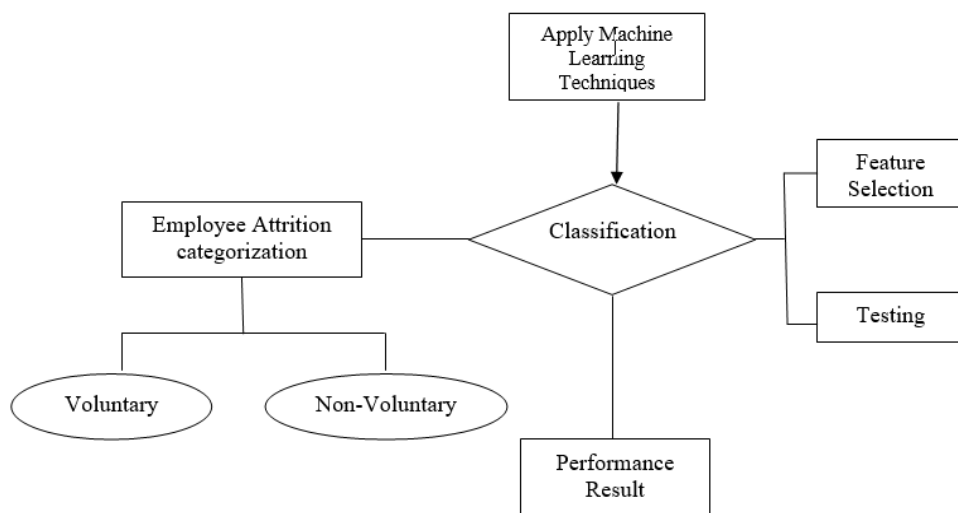 Apply Machine
Learning
Techniques
Feature
Selection
Employee Attrition
categorization
Classification
Testing
Voluntary
Non-Voluntary
Performance
Result